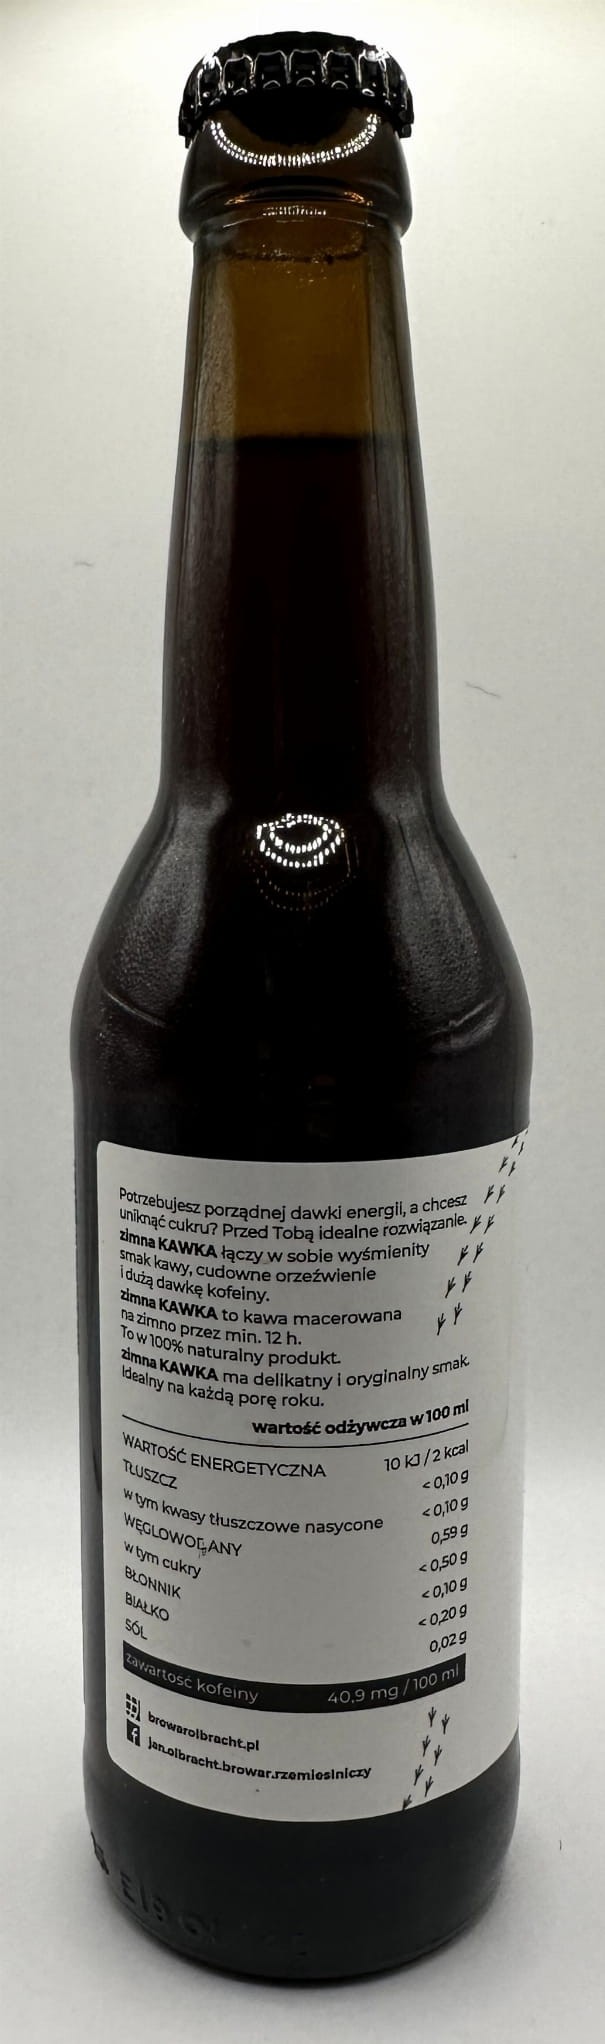 Potrzebujesz porządnej dawki energii, a chcesz
uniknąć cukru? Przed Tobą idealne rozwiązanie.
zimna KAWKA łączy w sobie wyśmienity
smak kawy, cudowne orzeźwienie
i dużą dawkę kofeiny.
zimna KAWKA to kawa macerowana
na zimno przez min. 12 h.
To w 100% naturalny produkt.
zimna KAWKA ma delikatny i oryginalny smak.
Idealny na każdą porę roku.
wartość odżywcza w 100 ml
WARTOŚĆ ENERGETYCZNA 10 kJ / 2 kcal
TŁUSZCZ <0,10 g
w tym kwasy tłuszczowe nasycone <0,10 g
WĘGLOWODANY 0,59 g
w tym cukry <0,50 g
BŁONNIK <0,10 g
BIAŁKO <0,20 g
SÓL 0,02 g
zawartość kofeiny 40,9 mg / 100 ml
browarolbracht.pl
jan.olbracht.browar.rzemieslniczy